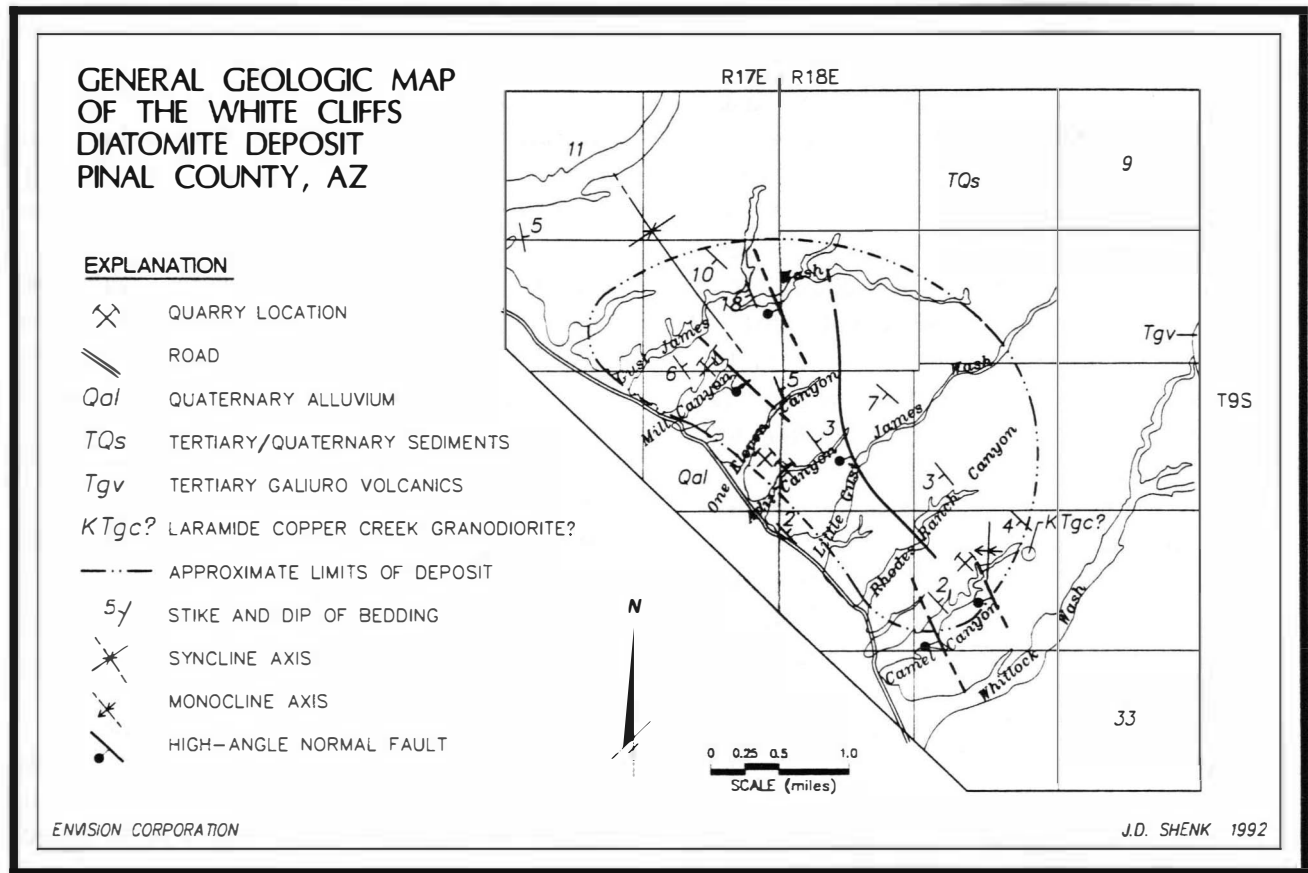 GENERAL GEOLOGIC MAP
OF THE WHITE CLIFFS
DIATOMITE DEPOSIT
PINAL COUNTY, AZ
EXPLANATION
QUARRY LOCATION
ROAD
Qal QUATERNARY ALLUVIUM
TQs TERTIARY/QUATERNARY SEDIMENTS
Tgv TERTIARY GALIURO VOLCANICS
KTgc? LARAMIDE COPPER CREEK GRANODIORITE?
APPROXIMATE LIMITS OF DEPOSIT
5 STIKE AND DIP OF BEDDING
SYNCLINE AXIS
MONOCLINE AXIS
HIGH-ANGLE NORMAL FAULT
R17E R18E
11
TQs
9
5
10
Wash
18
Gust James
Tgv
6
Mill Canyon
5
Canyon
One Eleven
7
Wash
James
Little Gust
T9S
3
Canyon
Qal
2
3
Rhodes Ranch Canyon
4
KTgc?
2
Camel Canyon
Whitlock Wash
33
N
0 0.25 0.5 1.0
SCALE (miles)
ENVISION CORPORATION
J.D. SHENK 1992